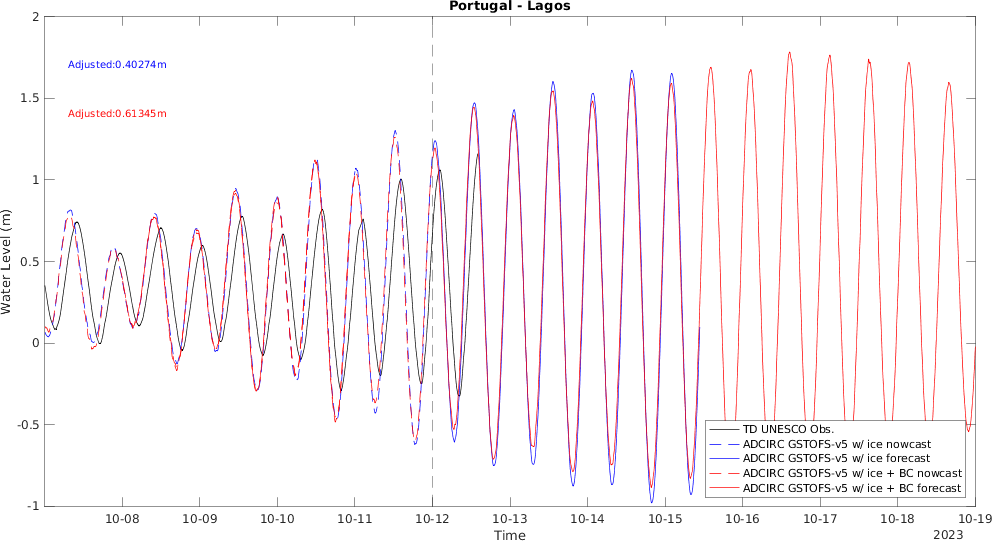 Portugal - Lagos
Adjusted:0.40274m
Adjusted:0.61345m
Water Level (m)
2
1.5
1
0.5
0
-0.5
-1
TD UNESCO Obs.
ADCIRC GSTOFS-v5 w/ ice nowcast
ADCIRC GSTOFS-v5 w/ ice forecast
ADCIRC GSTOFS-v5 w/ ice + BC nowcast
ADCIRC GSTOFS-v5 w/ ice + BC forecast
10-08 10-09 10-10 10-11 10-12 10-13 10-14 10-15 10-16 10-17 10-18 10-19
Time
2023